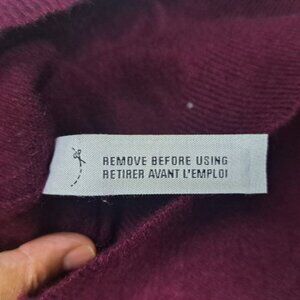 REMOVE BEFORE USING
RETIRER AVANT L'EMPLOI